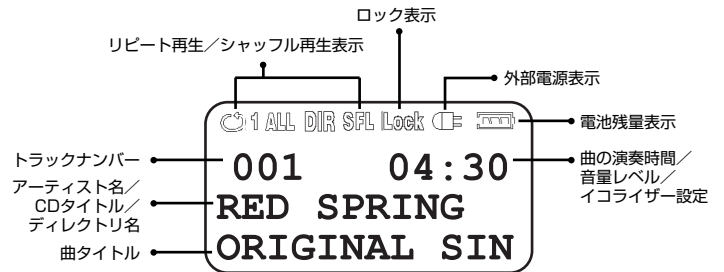 ロック表示
リピート再生／シャッフル再生表示
外部電源表示
1 ALL DIR SFL Lock
電池残量表示
トラックナンバー
001 04:30
曲の演奏時間／
音量レベル／
イコライザー設定
アーティスト名／
CDタイトル／
ディレクトリ名
RED SPRING
曲タイトル
ORIGINAL SIN